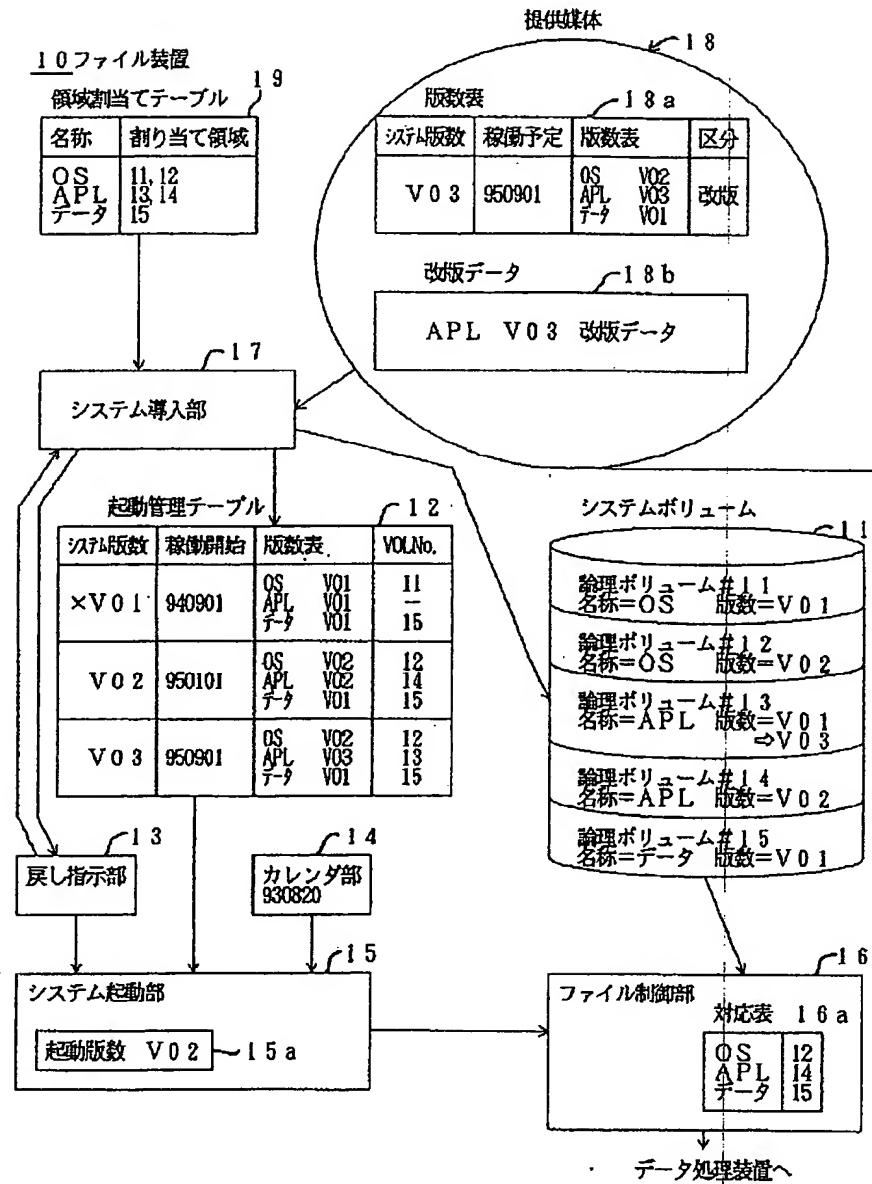 提供媒体
18
10ファイル装置
19
領域割当てテーブル
名称 割り当て領域
OS 11,12
APL 13,14
データ 15
版数表
18a
システム版数 稼働予定 版数表 区分
V03 950901 OS V02 改版
APL V03
データ V01
改版データ
18b
APL V03 改版データ
17
システム導入部
起動管理テーブル
12
システム版数 稼働開始 版数表 VOLNo.
×V01 940901 OS V01 11
APL V01 —
データ V01 15
V02 950101 OS V02 12
APL V02 14
データ V01 15
V03 950901 OS V02 12
APL V03 13
データ V01 15
システムボリューム
11
論理ボリューム#11
名称=OS 版数=V01
論理ボリューム#12
名称=OS 版数=V02
論理ボリューム#13
名称=APL 版数=V01
⇨V03
論理ボリューム#14
名称=APL 版数=V02
論理ボリューム#15
名称=データ 版数=V01
13
戻し指示部
14
カレンダ部
930820
15
システム起動部
起動版数 V02
15a
16
ファイル制御部
対応表 16a
OS 12
APL 14
データ 15
データ処理装置へ